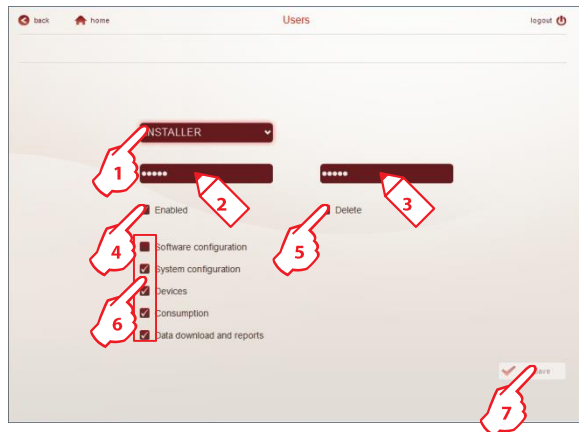 back home Users logout
INSTALLER
1
••••• •••••
2 3
Enabled Delete
4 5
Software configuration
System configuration
Devices
6
Consumption
Data download and reports
Save
7